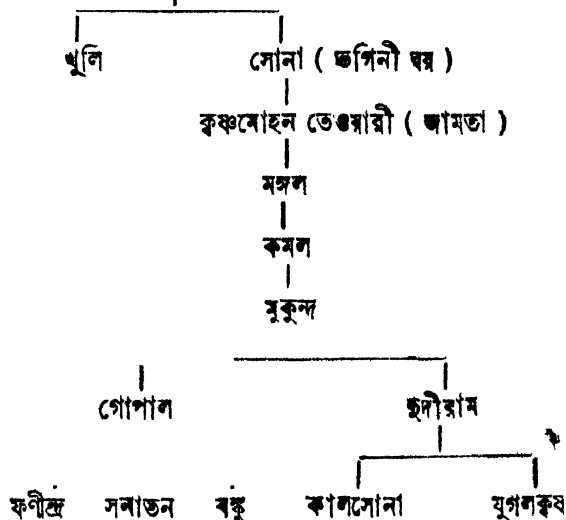 খুলি সোনা ( ভগিনী দ্বয় )
কৃষ্ণমোহন তেওয়ারী ( জামতা )
মঙ্গল
কমল
মুকুন্দ
গোপাল ক্ষুদীরাম
ফণীন্দ্র সনাতন বঙ্কু কালসোনা যুগলকৃষ